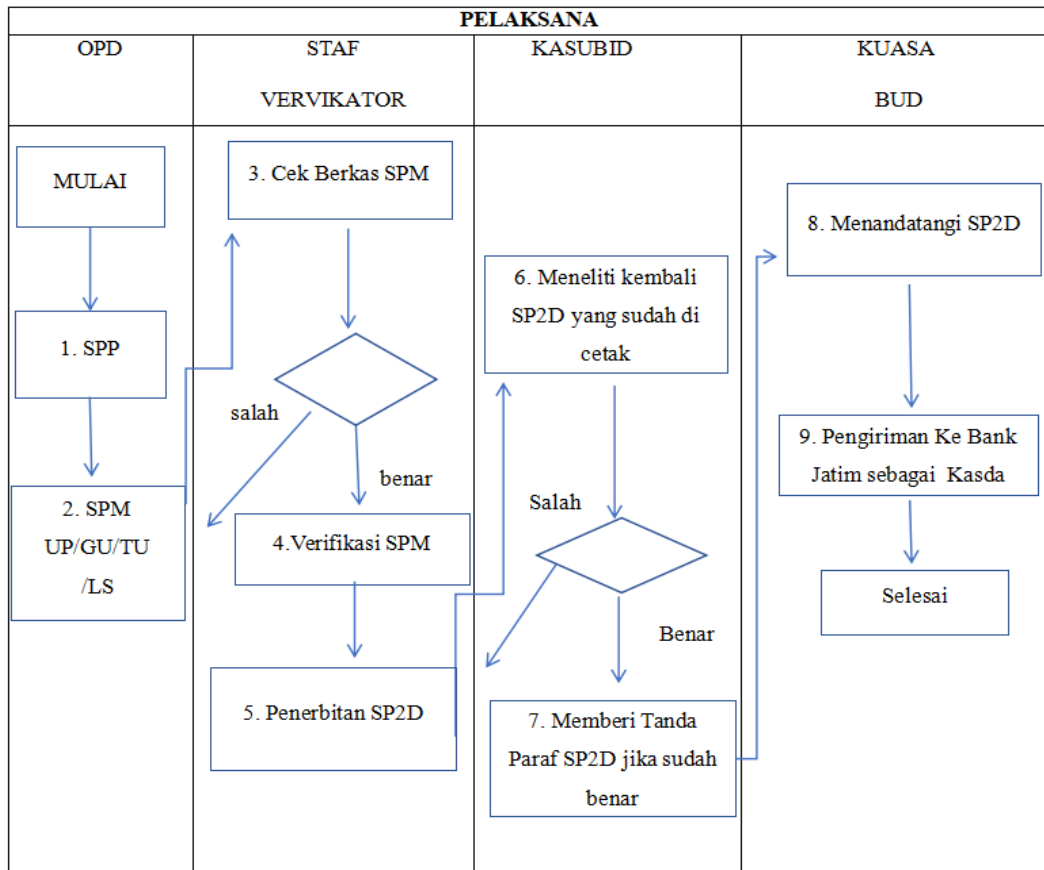 PELAKSANA
OPD
STAF
VERVIKATOR
KASUBID
KUASA
BUD
MULAI
1. SPP
2. SPM
UP/GU/TU
/LS
3. Cek Berkas SPM
salah
benar
4.Verifikasi SPM
5. Penerbitan SP2D
6. Meneliti kembali
SP2D yang sudah di
cetak
Salah
Benar
7. Memberi Tanda
Paraf SP2D jika sudah
benar
8. Menandatangi SP2D
9. Pengiriman Ke Bank
Jatim sebagai Kasda
Selesai